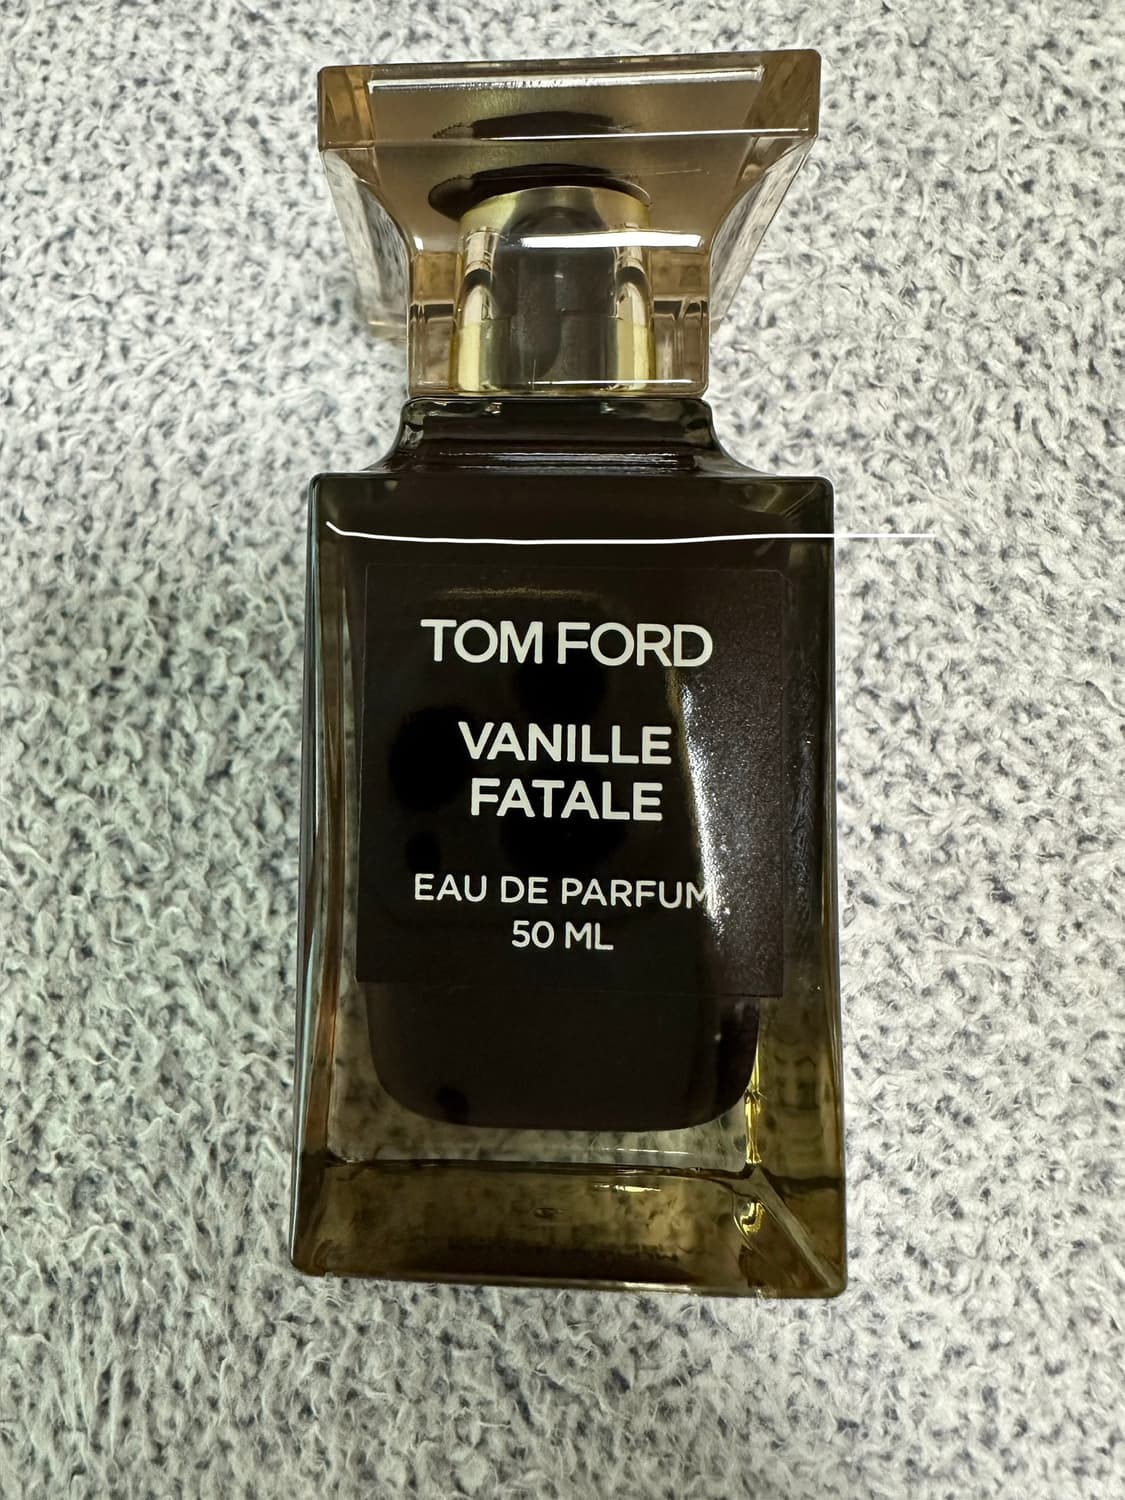 TOM FORD
VANILLE
FATALE
EAU DE PARFUM
50 ML